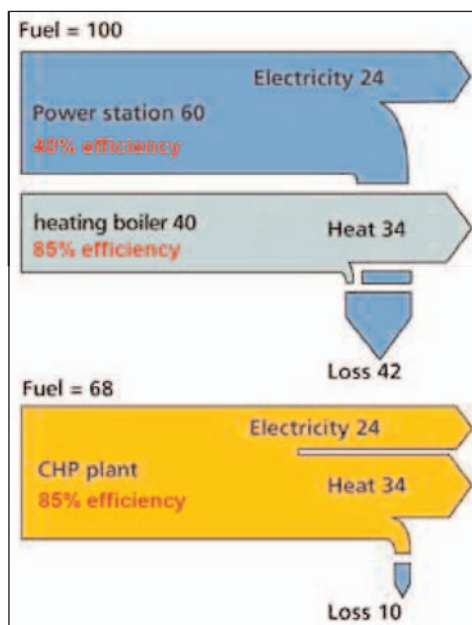 Fuel = 100
Electricity 24
Power station 60
40% efficiency
heating boiler 40
Heat 34
85% efficiency
Loss 42
Fuel = 68
Electricity 24
CHP plant
Heat 34
85% efficiency
Loss 10